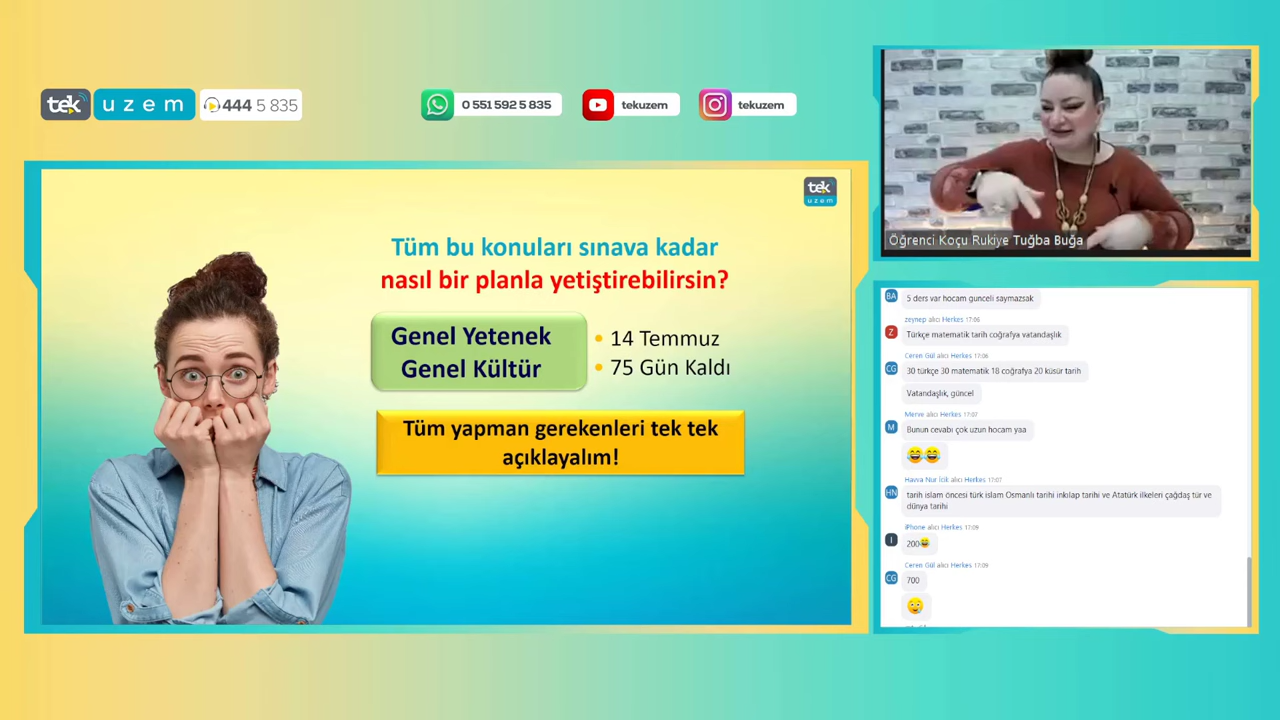 tek uzem 444 5 835
0 551 592 5 835
tekuzem
tekuzem
tek
uzem
Tüm bu konuları sınava kadar
nasıl bir planla yetiştirebilirsin?
Genel Yetenek
Genel Kültür
• 14 Temmuz
• 75 Gün Kaldı
Tüm yapman gerekenleri tek tek
açıklayalım!
Öğrenci Koçu Rukiye Tuğba Buğa
BA
5 ders var hocam gunceli saymazsak
zeynep alıcı Herkes 17:06
Z
Türkçe matematik tarih coğrafya vatandaşlık
Ceren Gül alıcı Herkes 17:06
CG
30 türkçe 30 matematik 18 coğrafya 20 küsür tarih
Vatandaşlık, güncel
Merve alıcı Herkes 17:07
M
Bunun cevabı çok uzun hocam yaa
Havva Nur İcik alıcı Herkes 17:07
HN
tarih islam öncesi türk islam Osmanlı tarihi inkılap tarihi ve Atatürk ilkeleri çağdaş tür ve
dünya tarihi
iPhone alıcı Herkes 17:09
I
200
Ceren Gül alıcı Herkes 17:09
CG
700